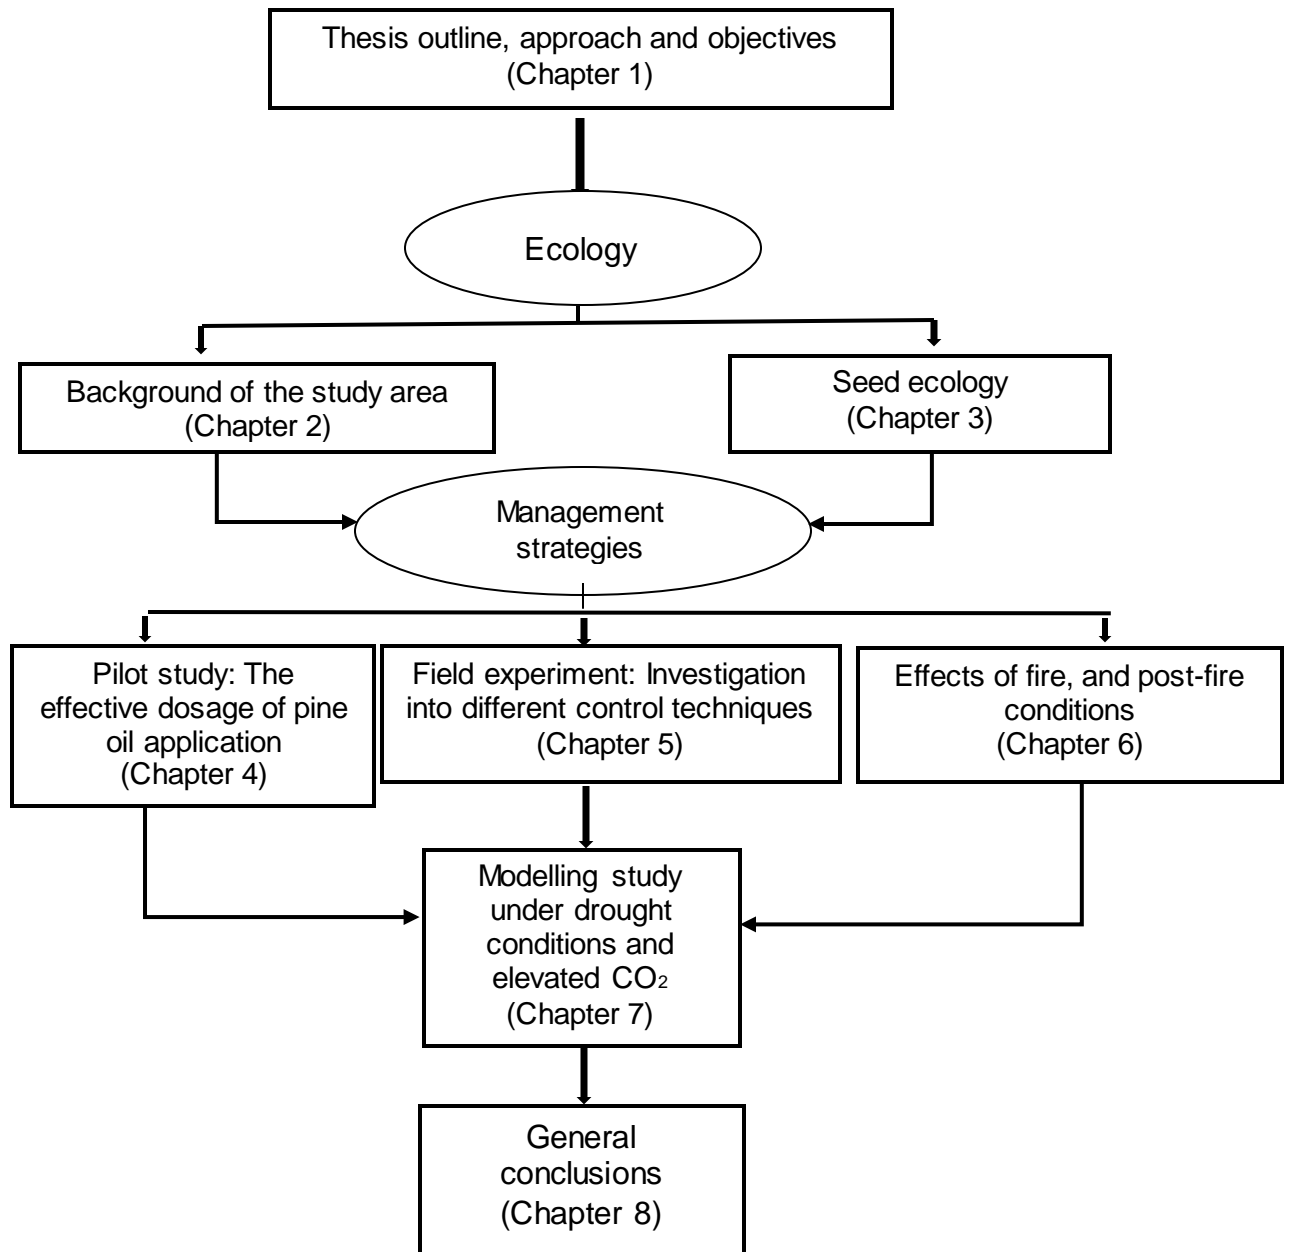 Thesis outline, approach and objectives
(Chapter 1)
Ecology
Background of the study area
(Chapter 2)
Seed ecology
(Chapter 3)
Management
strategies
Pilot study: The
effective dosage of pine
oil application
(Chapter 4)
Field experiment: Investigation
into different control techniques
(Chapter 5)
Effects of fire, and post-fire
conditions
(Chapter 6)
Modelling study
under drought
conditions and
elevated CO₂
(Chapter 7)
General
conclusions
(Chapter 8)